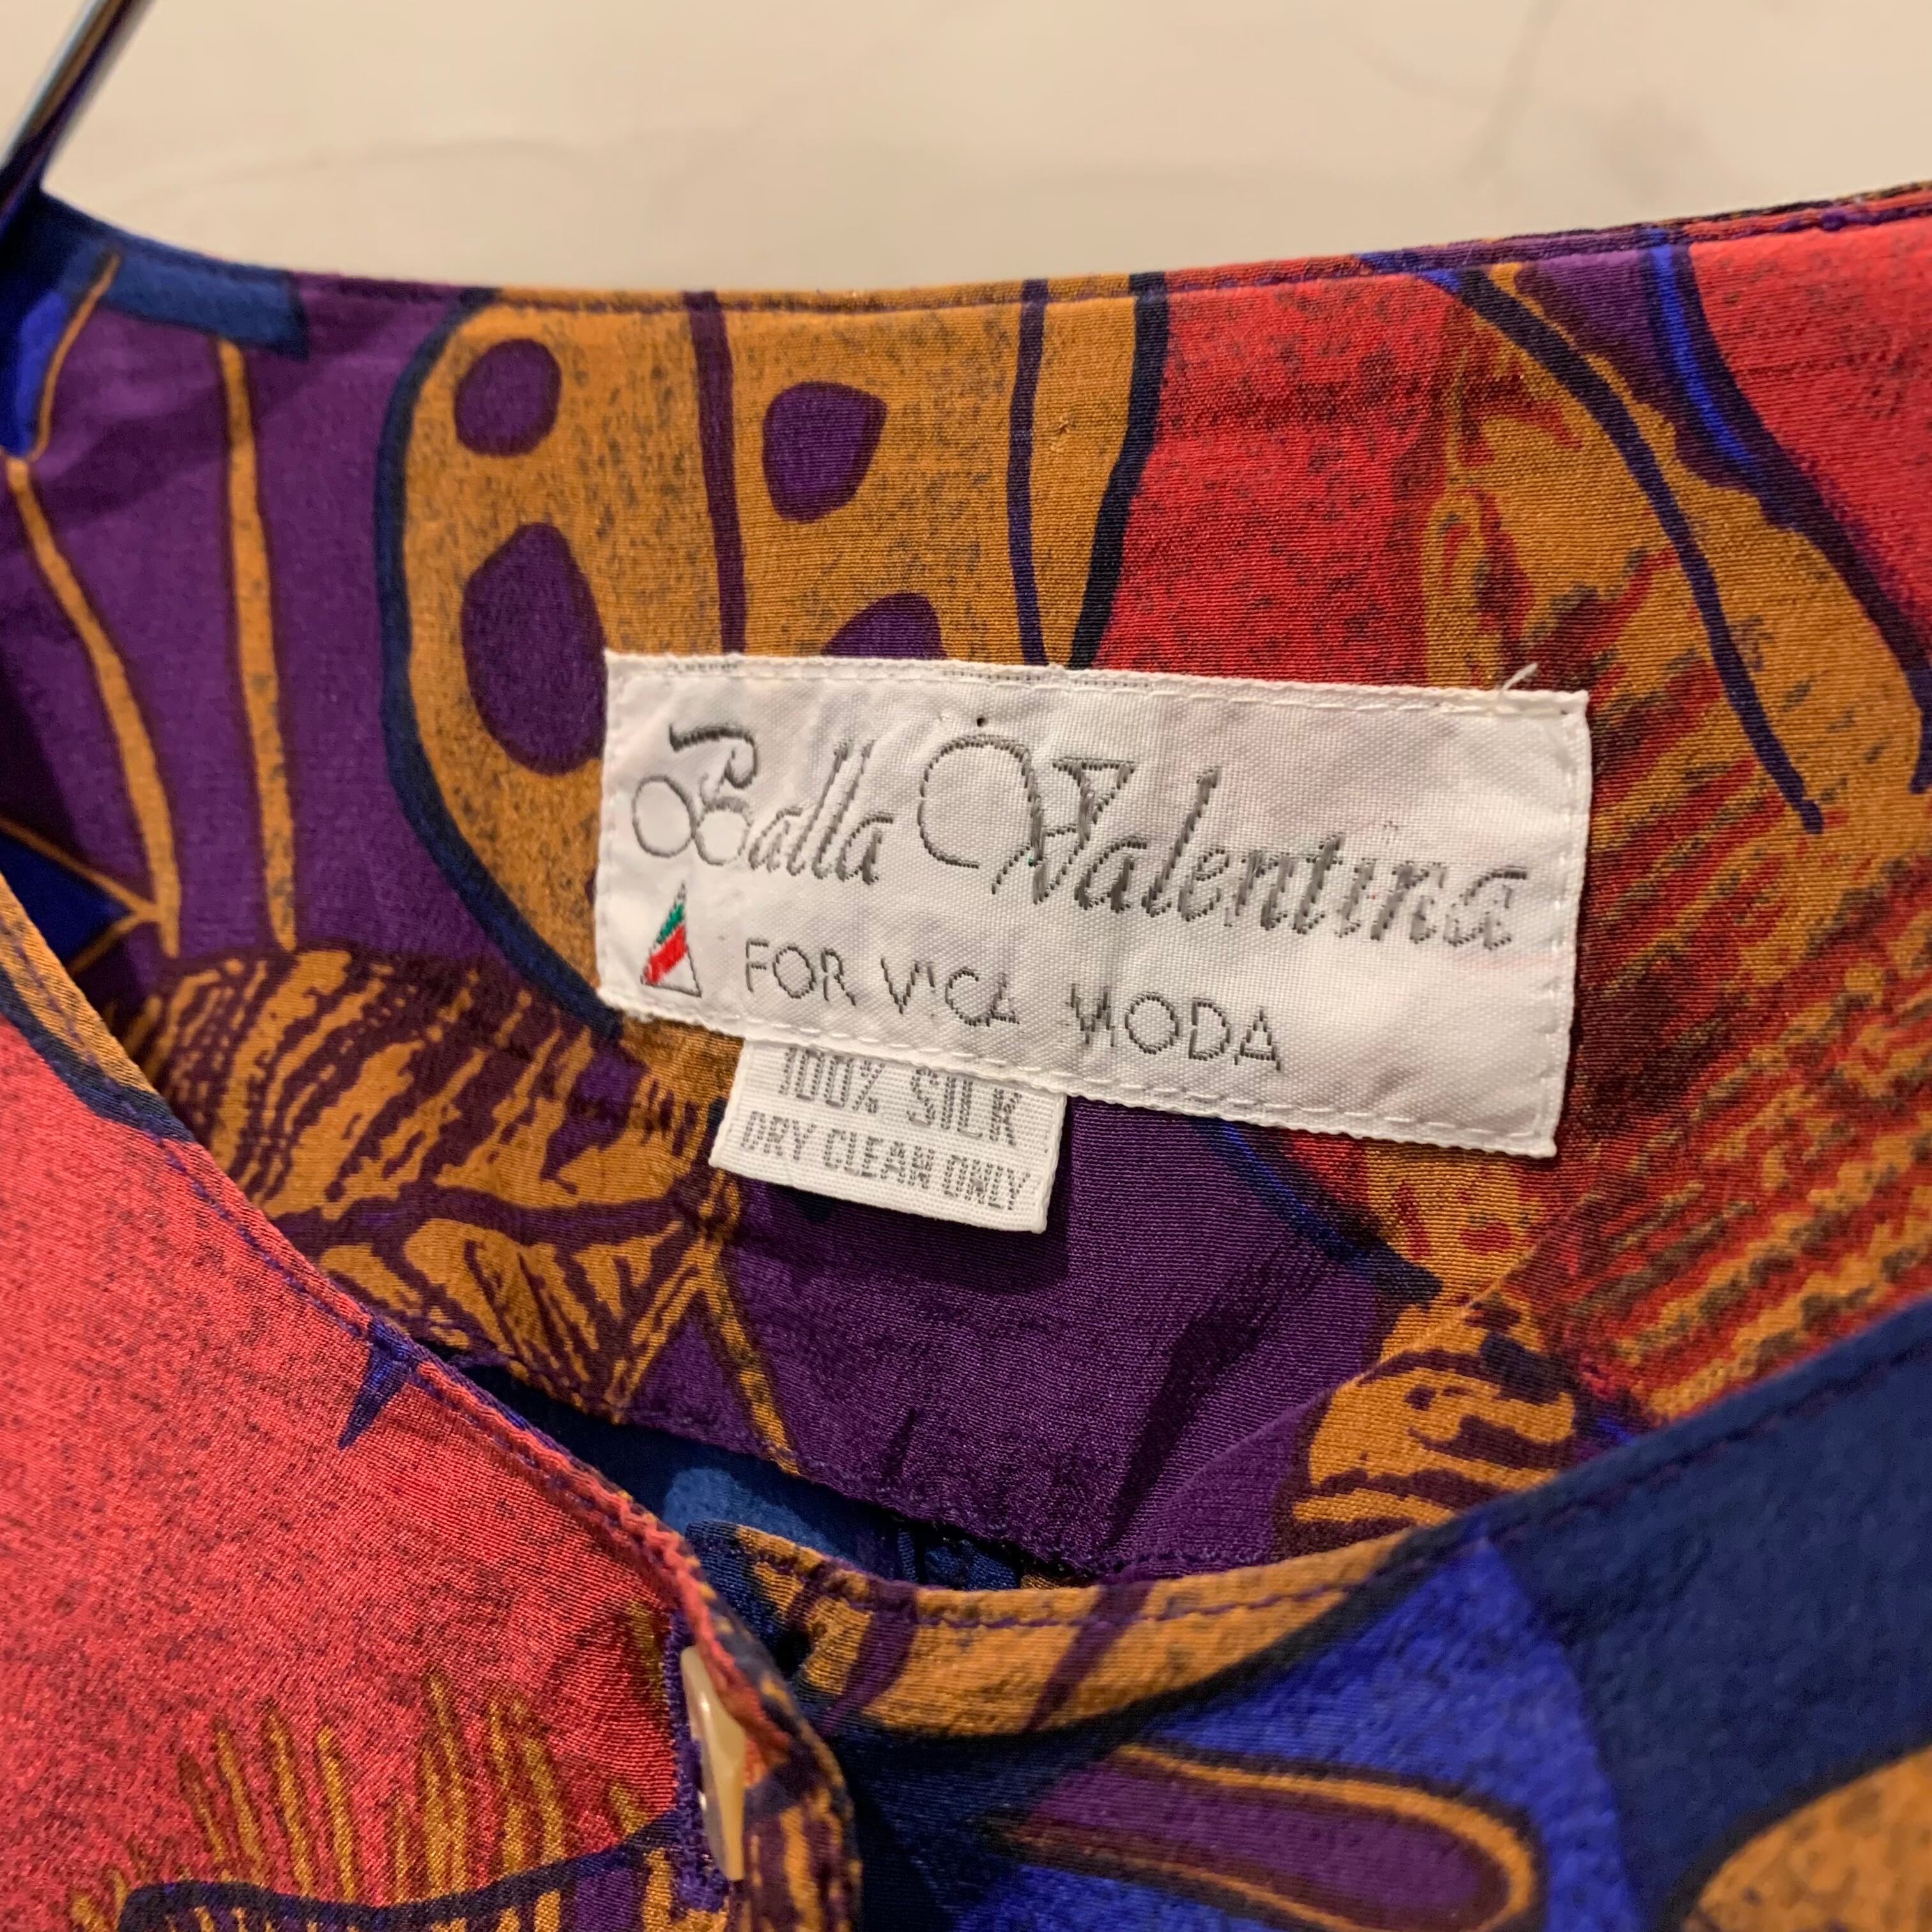 Balla Valentina
FOR VICA MODA
100% SILK
DRY CLEAN ONLY